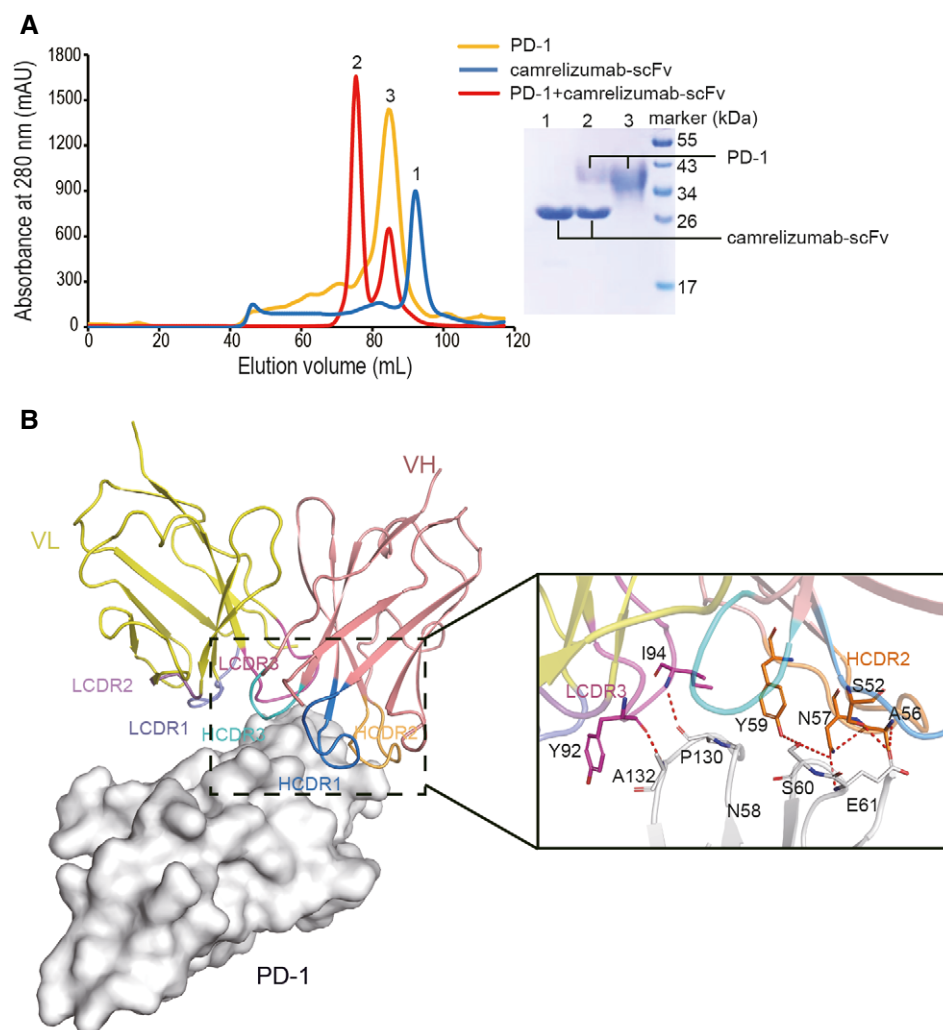 A
PD-1
camrelizumab-scFv
PD-1+camrelizumab-scFv
Absorbance at 280 nm (mAU)
1800
1500
1200
900
600
300
0
2
3
1
0 20 40 60 80 100 120
Elution volume (mL)
1 2 3 marker (kDa)
55
43
34
26
17
PD-1
camrelizumab-scFv
B
VL
VH
LCDR2
LCDR1
LCDR3
HCDR3
HCDR2
HCDR1
PD-1
I94
HCDR2
LCDR3
S52
Y59
N57
A56
Y92
A132
P130
S60
N58
E61